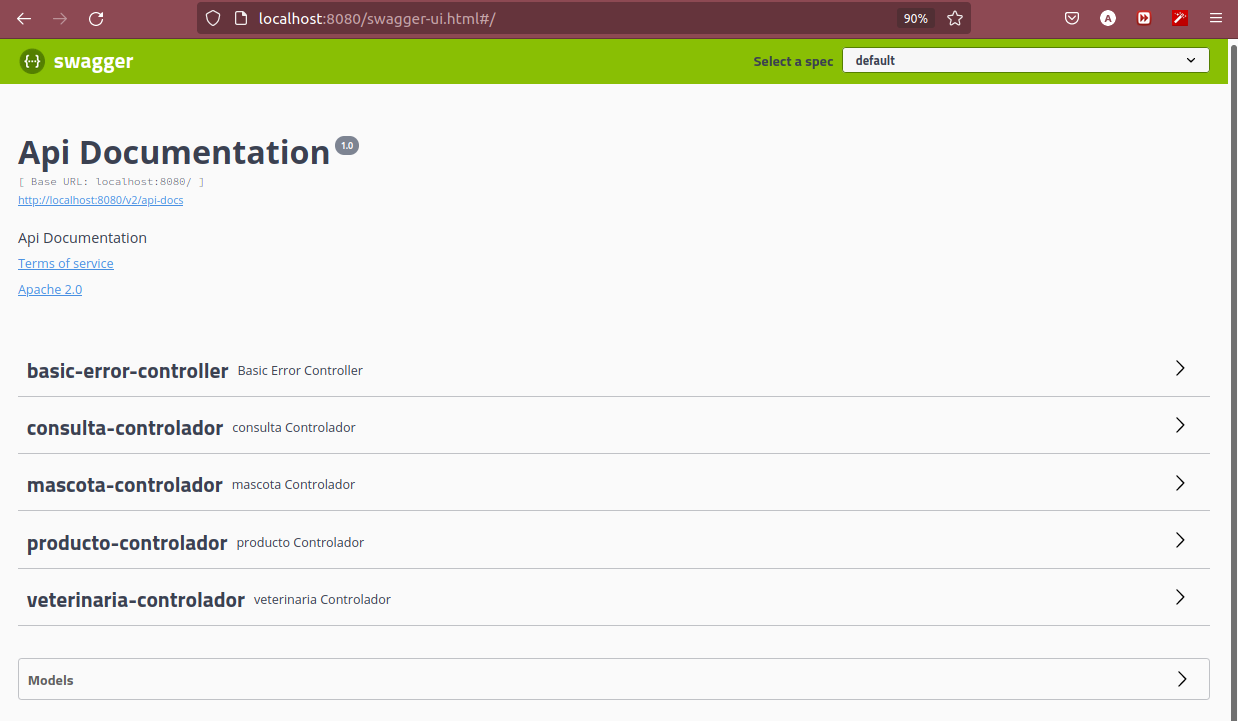 localhost:8080/swagger-ui.html#/ 90% A
{··} swagger Select a spec default
Api Documentation 1.0
[ Base URL: localhost:8080/ ]
http://localhost:8080/v2/api-docs
Api Documentation
Terms of service
Apache 2.0
basic-error-controller Basic Error Controller
consulta-controlador consulta Controlador
mascota-controlador mascota Controlador
producto-controlador producto Controlador
veterinaria-controlador veterinaria Controlador
Models